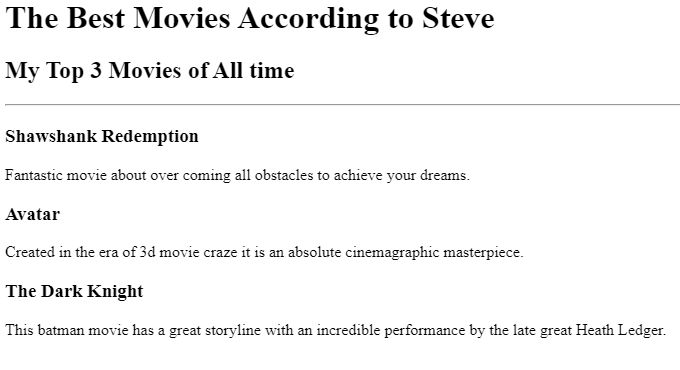 The Best Movies According to Steve
My Top 3 Movies of All time
Shawshank Redemption
Fantastic movie about over coming all obstacles to achieve your dreams.
Avatar
Created in the era of 3d movie craze it is an absolute cinemagraphic masterpiece.
The Dark Knight
This batman movie has a great storyline with an incredible performance by the late great Heath Ledger.